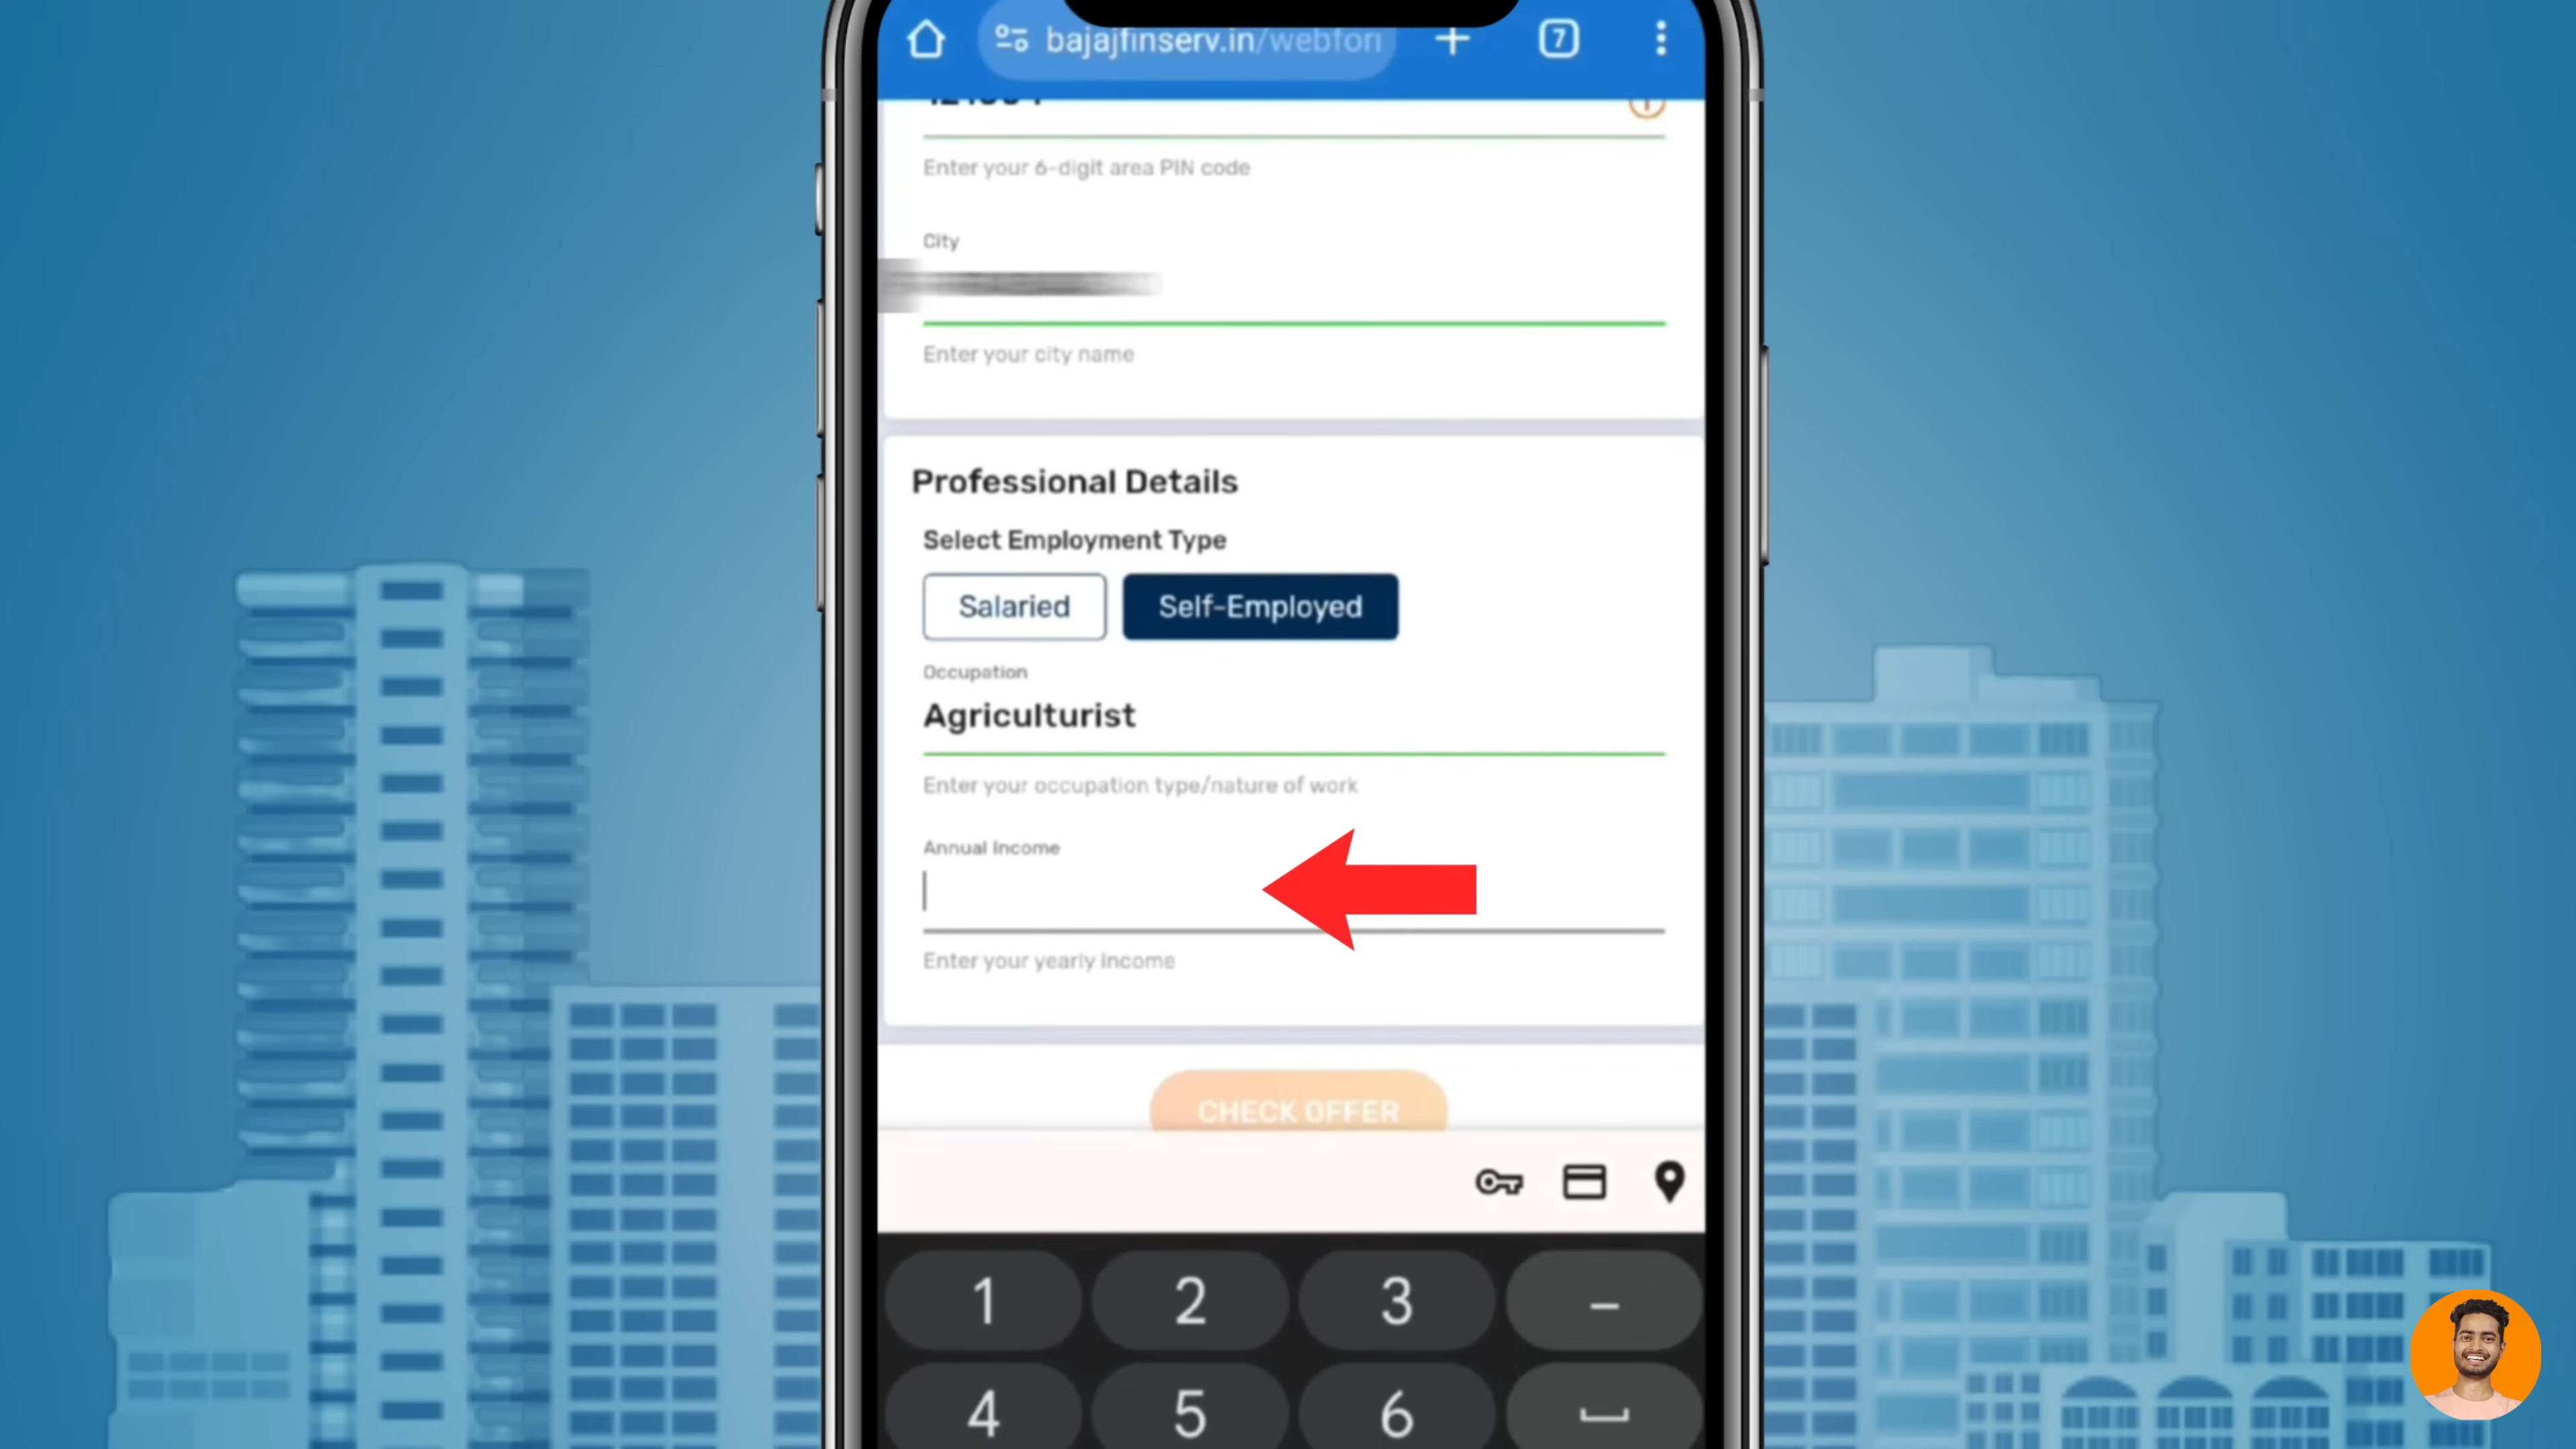 bajajfinserv.in/webfor
7
Enter your 6-digit area PIN code
City
Enter your city name
Professional Details
Select Employment Type
Salaried
Self-Employed
Occupation
Agriculturist
Enter your occupation type/nature of work
Annual Income
Enter your yearly income
CHECK OFFER
1 2 3 –
4 5 6